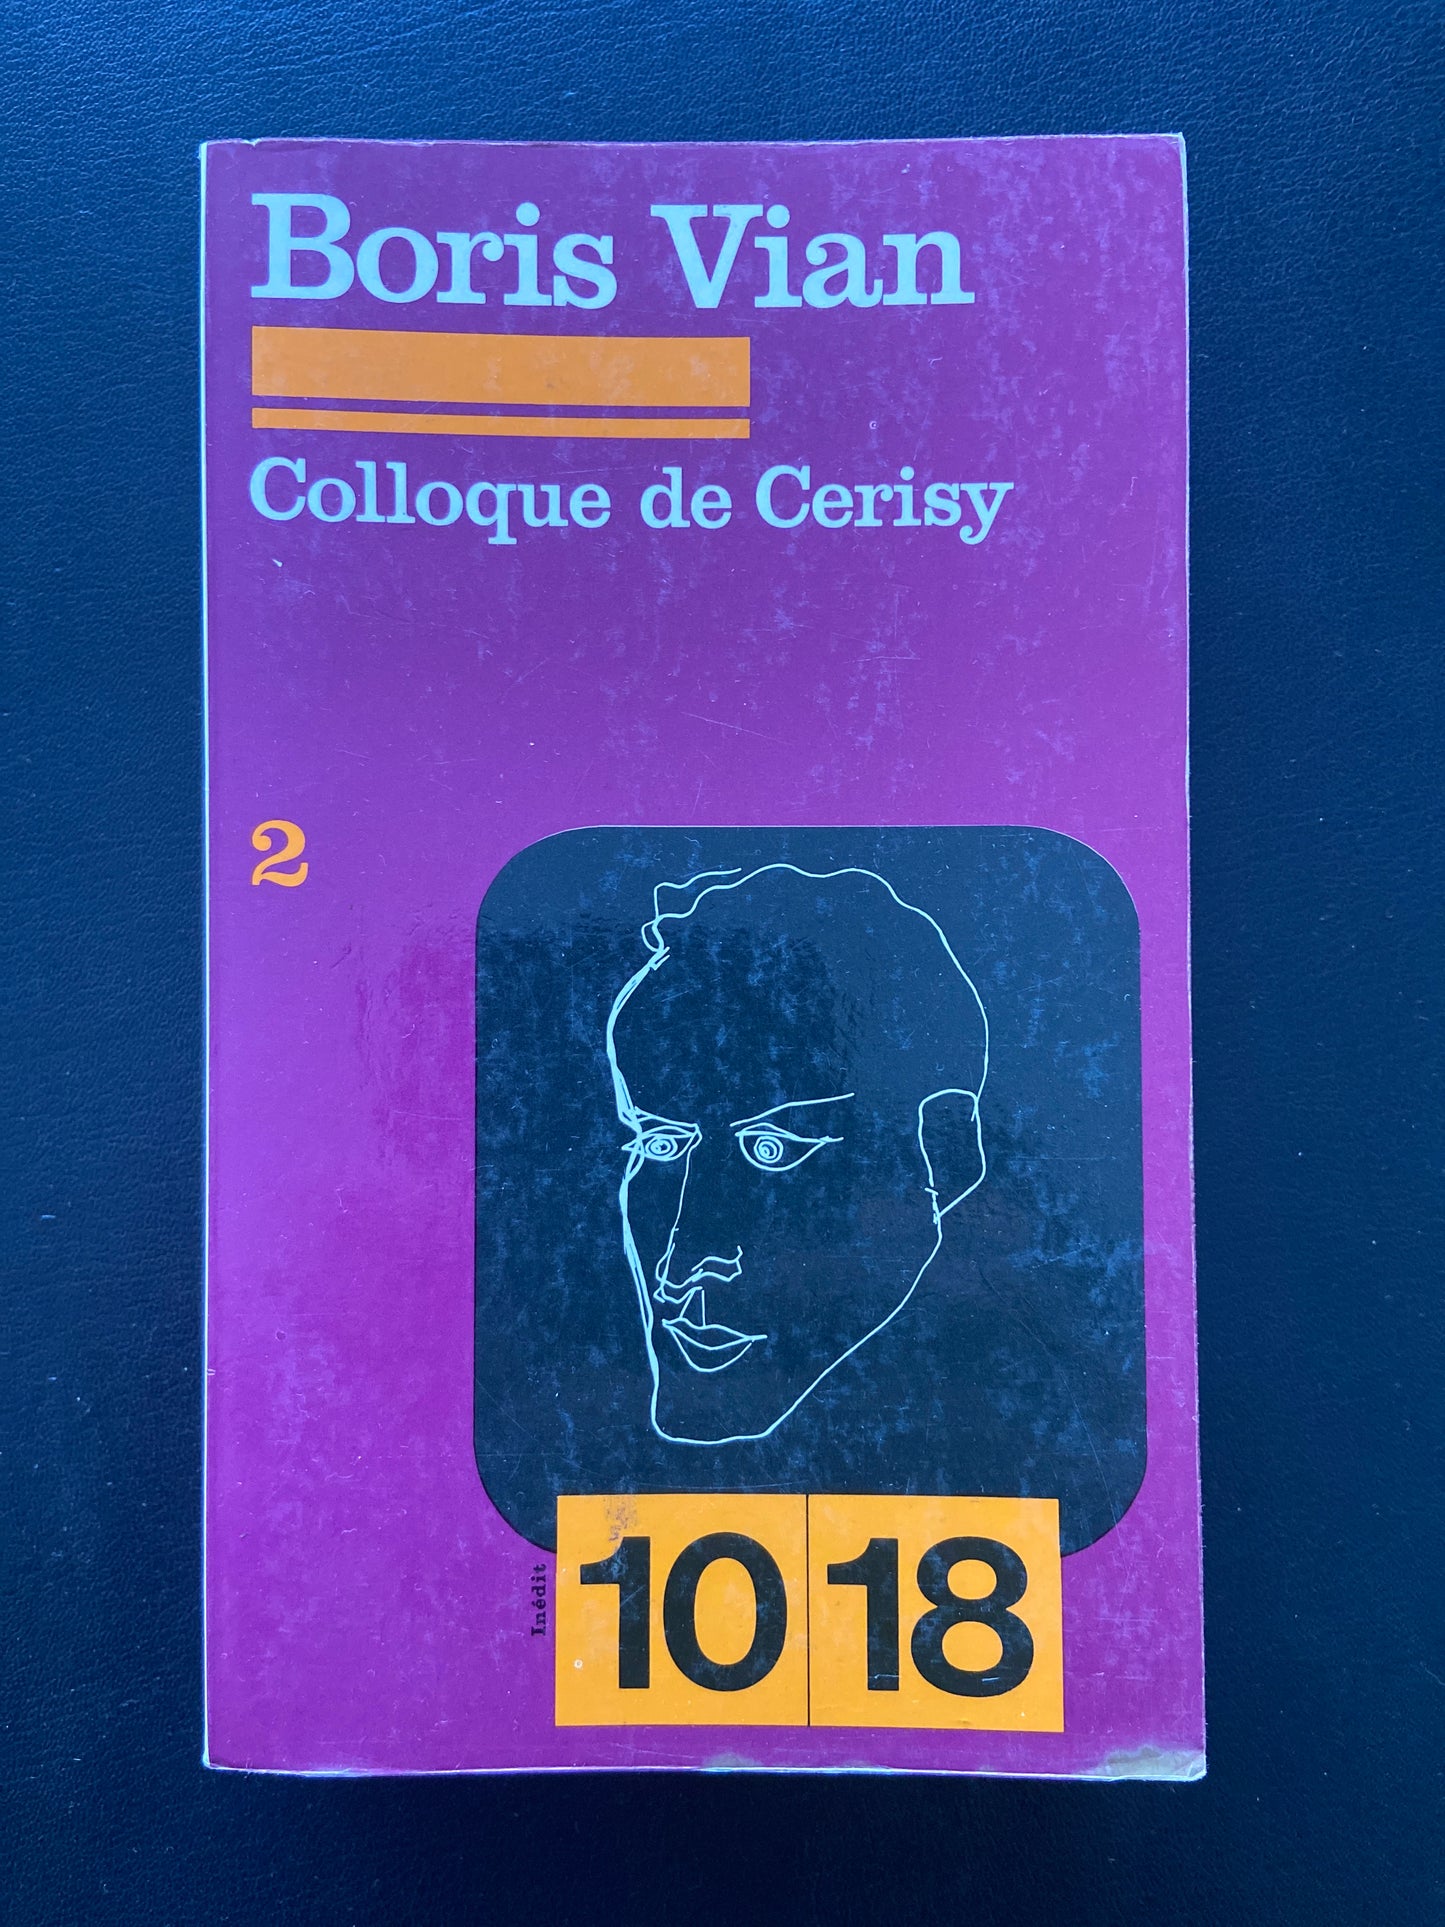 Boris Vian
Colloque de Cerisy
2
Inédit
10 18